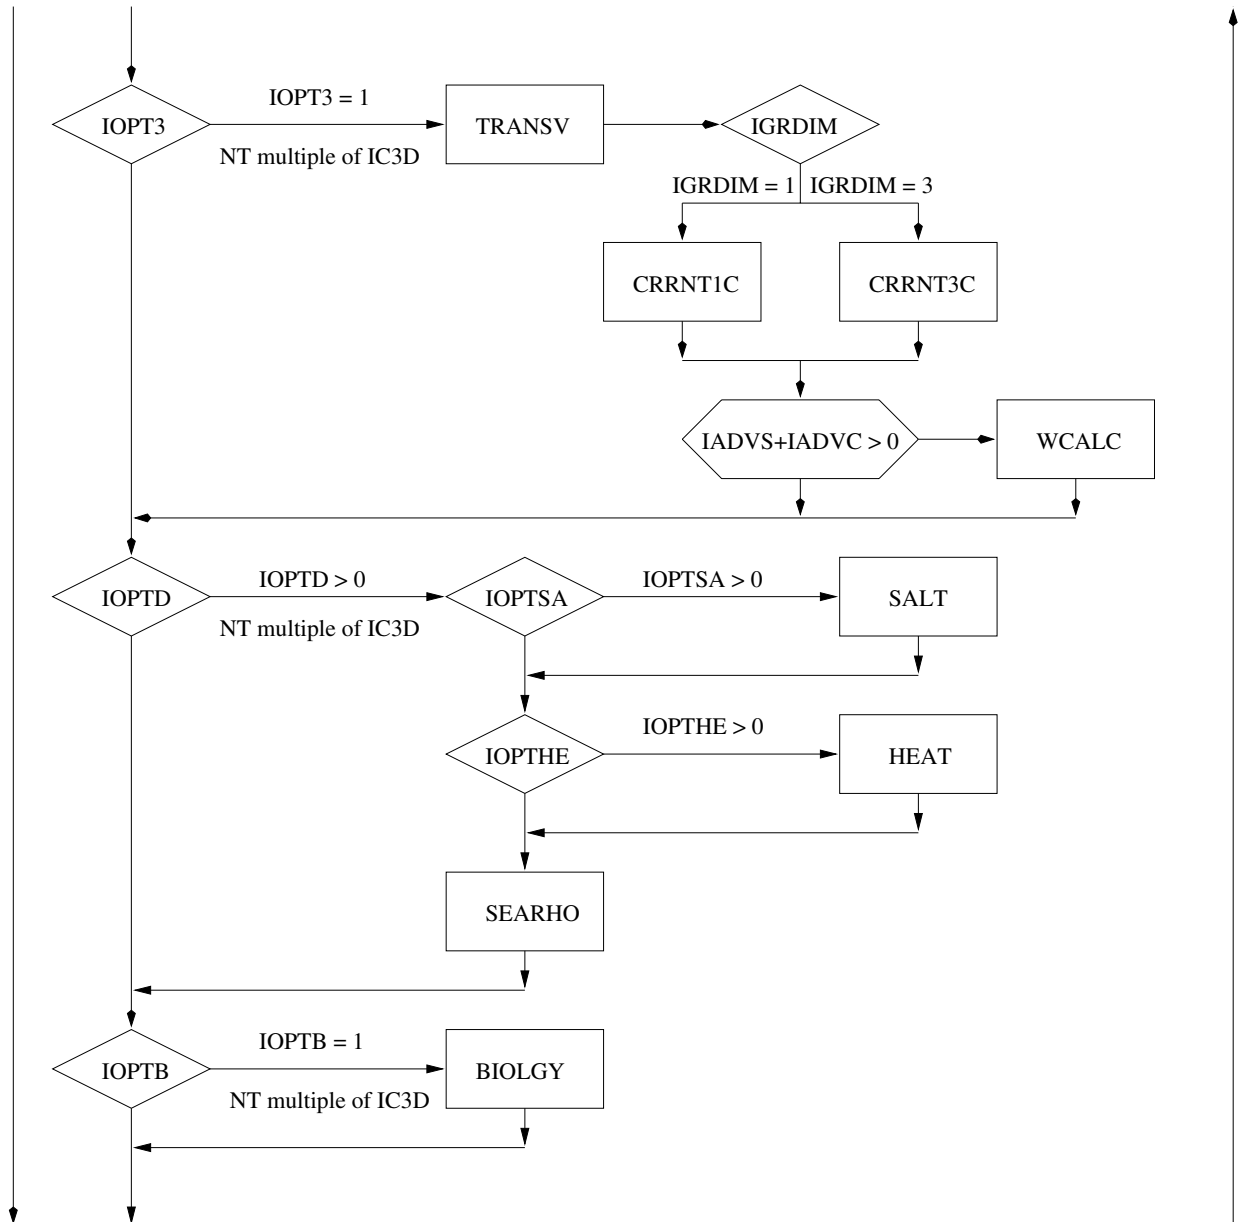 IOPT3 = 1
IOPT3
TRANSV
IGRDIM
NT multiple of IC3D
IGRDIM = 1
IGRDIM = 3
CRRNT1C
CRRNT3C
IADVS+IADVC > 0
WCALC
IOPTD > 0
IOPTSA > 0
IOPTD
IOPTSA
SALT
NT multiple of IC3D
IOPTHE > 0
IOPTHE
HEAT
SEARHO
IOPTB = 1
IOPTB
BIOLGY
NT multiple of IC3D